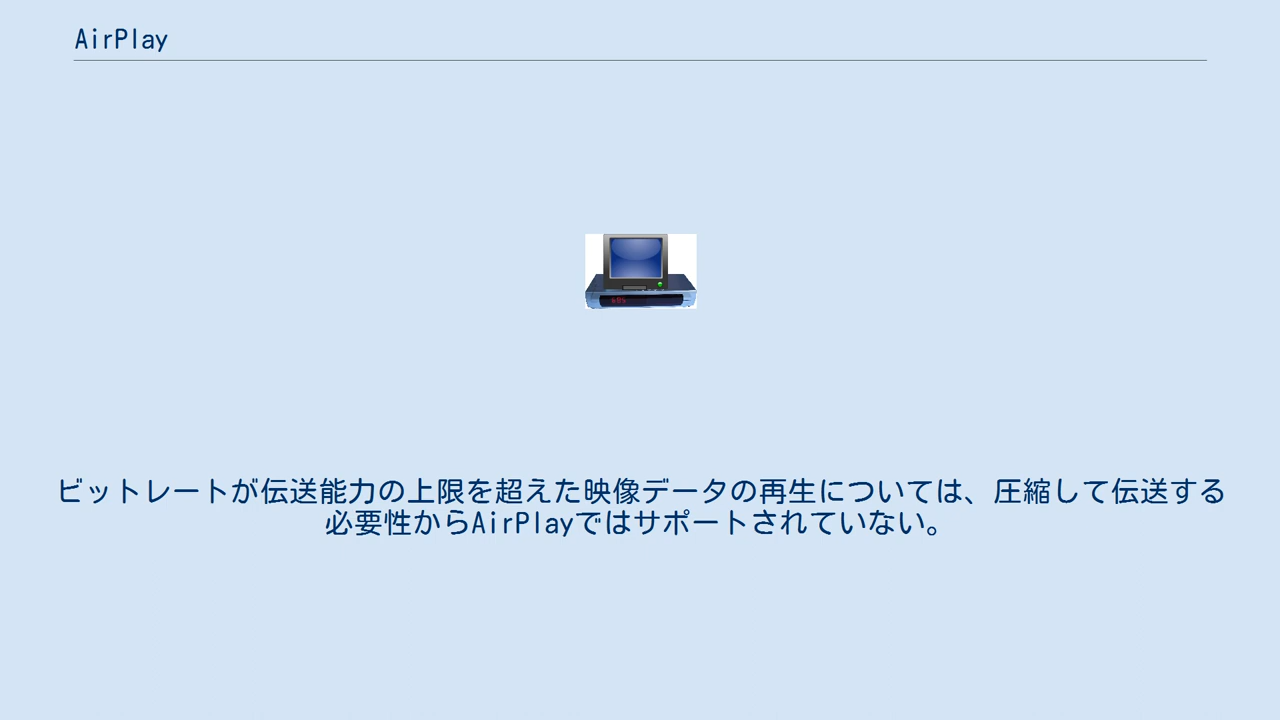 AirPlay
ビットレートが伝送能力の上限を超えた映像データの再生については、圧縮して伝送する
必要性からAirPlayではサポートされていない。